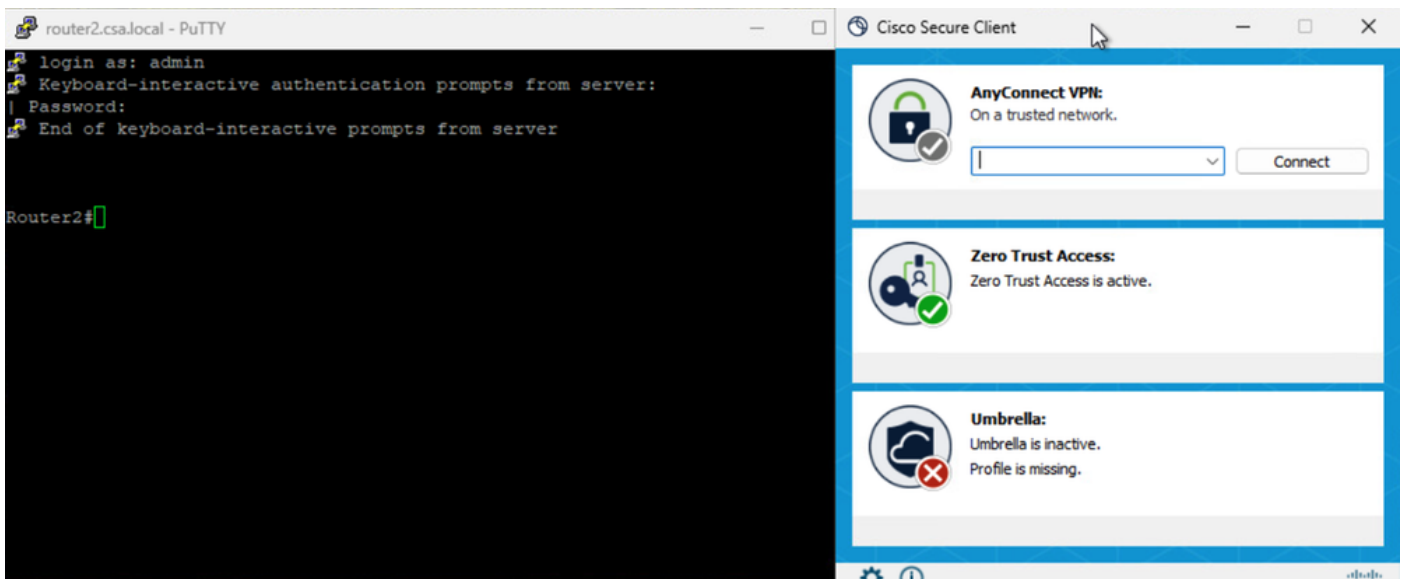 router2.csa.local - PuTTY
login as: admin
Keyboard-interactive authentication prompts from server:
| Password:
End of keyboard-interactive prompts from server
Router2#
Cisco Secure Client
AnyConnect VPN:
On a trusted network.
Connect
Zero Trust Access:
Zero Trust Access is active.
Umbrella:
Umbrella is inactive.
Profile is missing.